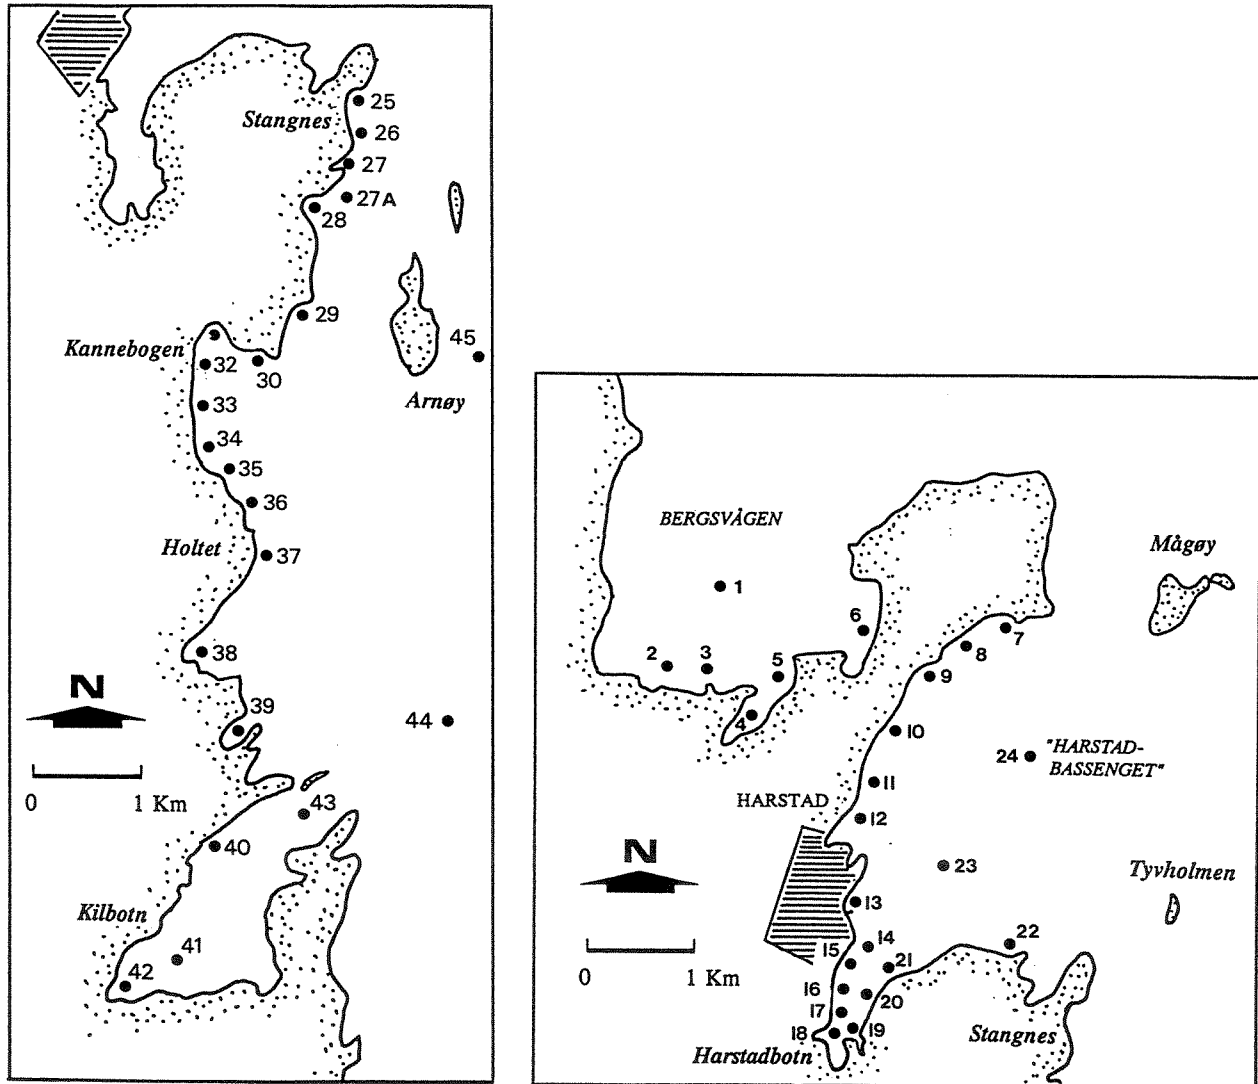 Stangnes
25
26
27
27A
28
29
Kannebogen
45
32
30
Arnøy
33
34
35
36
Holtet
37
38
N
39
44
0 1 Km
43
40
Kilbotn
41
42
BERGSVÅGEN
Mågøy
1
6
7
2
3
5
8
9
4
10
24
"HARSTAD-
BASSENGET"
11
HARSTAD
12
N
23
Tyvholmen
13
14
22
15
21
0 1 Km
16
20
17
18
19
Stangnes
Harstadbotn